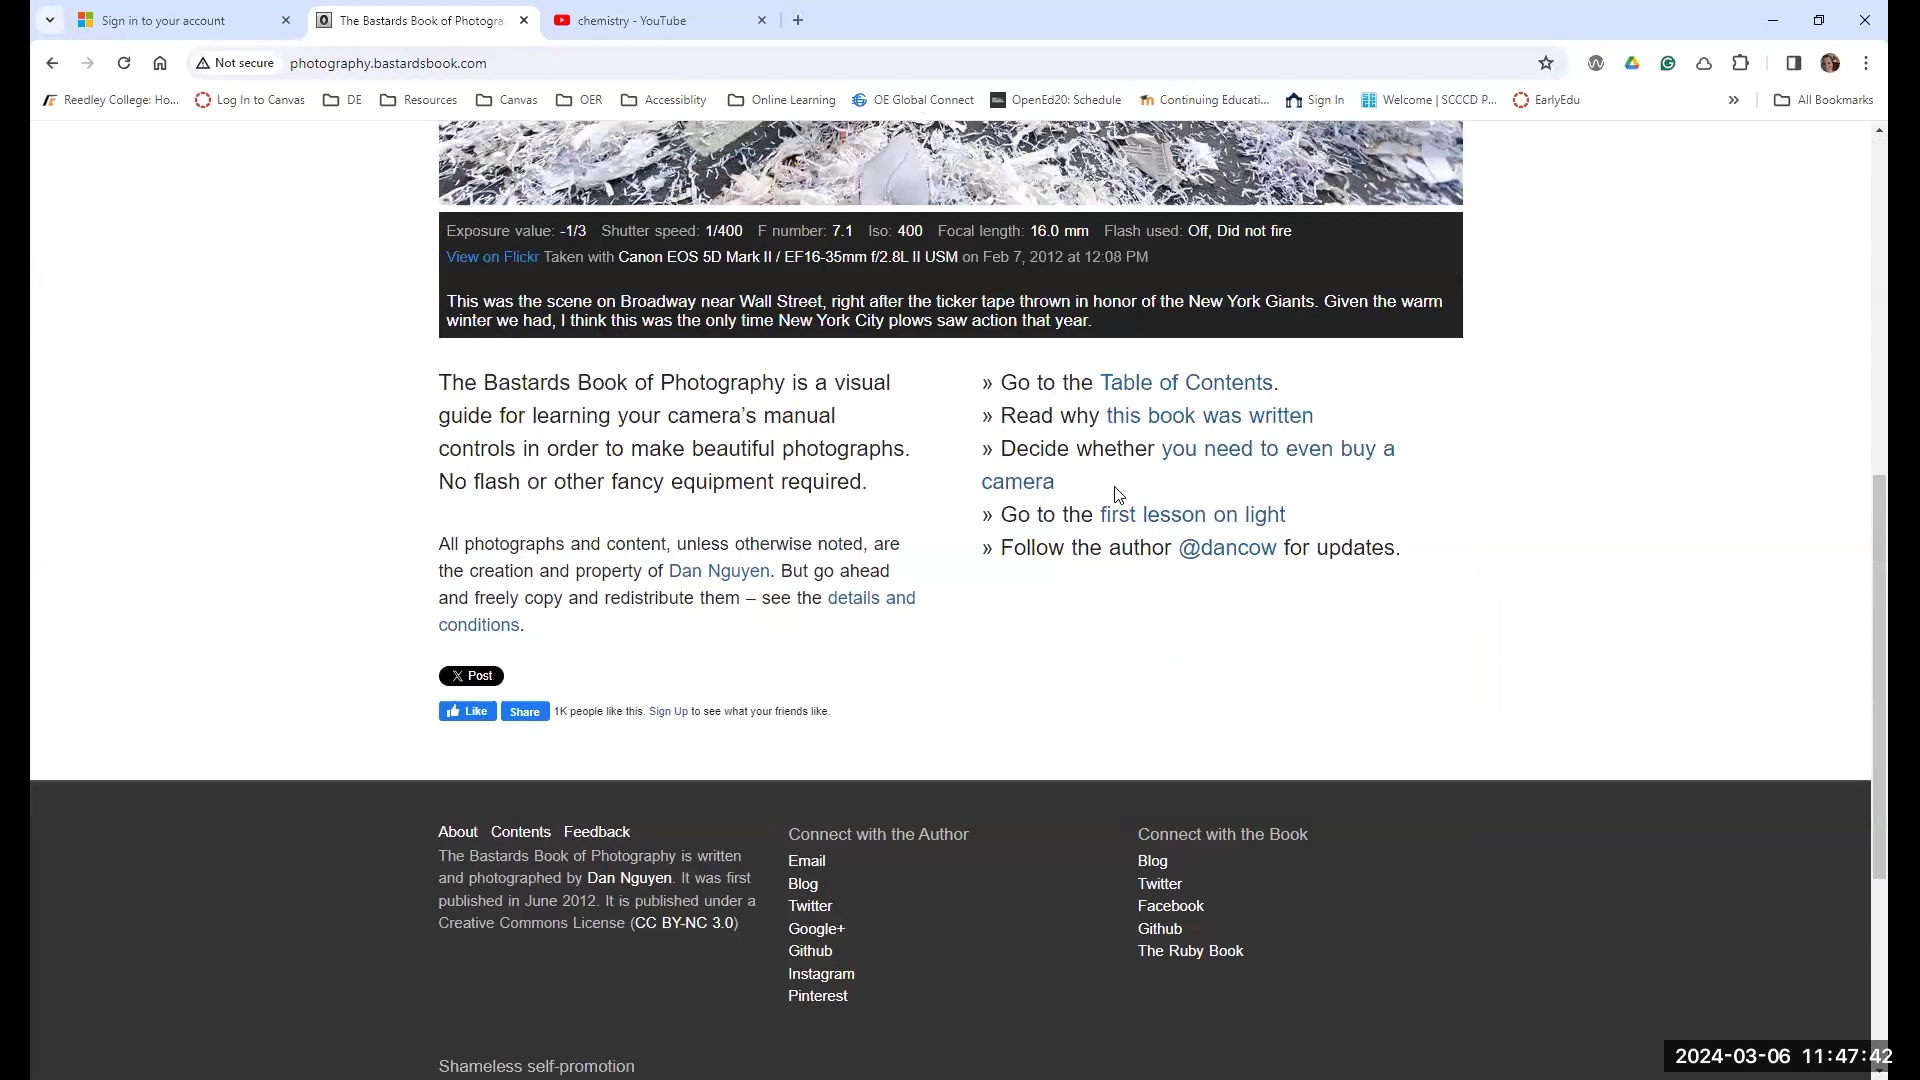 Sign in to your account
The Bastards Book of Photogra
chemistry - YouTube
Not secure
photography.bastardsbook.com
Reedley College: Ho...
Log In to Canvas
DE
Resources
Canvas
OER
Accessiblity
Online Learning
OE Global Connect
OpenEd20: Schedule
Continuing Educati...
Sign In
Welcome | SCCCD P...
EarlyEdu
»
All Bookmarks
Exposure value: -1/3 Shutter speed: 1/400 F number: 7.1 Iso: 400 Focal length: 16.0 mm Flash used: Off, Did not fire
View on Flickr Taken with Canon EOS 5D Mark II / EF16-35mm f/2.8L II USM on Feb 7, 2012 at 12:08 PM
This was the scene on Broadway near Wall Street, right after the ticker tape thrown in honor of the New York Giants. Given the warm
winter we had, I think this was the only time New York City plows saw action that year.
The Bastards Book of Photography is a visual
guide for learning your camera's manual
controls in order to make beautiful photographs.
No flash or other fancy equipment required.
All photographs and content, unless otherwise noted, are
the creation and property of Dan Nguyen. But go ahead
and freely copy and redistribute them – see the details and
conditions.
» Go to the Table of Contents.
» Read why this book was written
» Decide whether you need to even buy a
camera
» Go to the first lesson on light
» Follow the author @dancow for updates.
X Post
Like
Share
1K people like this. Sign Up to see what your friends like.
About Contents Feedback
The Bastards Book of Photography is written
and photographed by Dan Nguyen. It was first
published in June 2012. It is published under a
Creative Commons License (CC BY-NC 3.0)
Connect with the Author
Email
Blog
Twitter
Google+
Github
Instagram
Pinterest
Connect with the Book
Blog
Twitter
Facebook
Github
The Ruby Book
Shameless self-promotion
2024-03-06 11:47:42